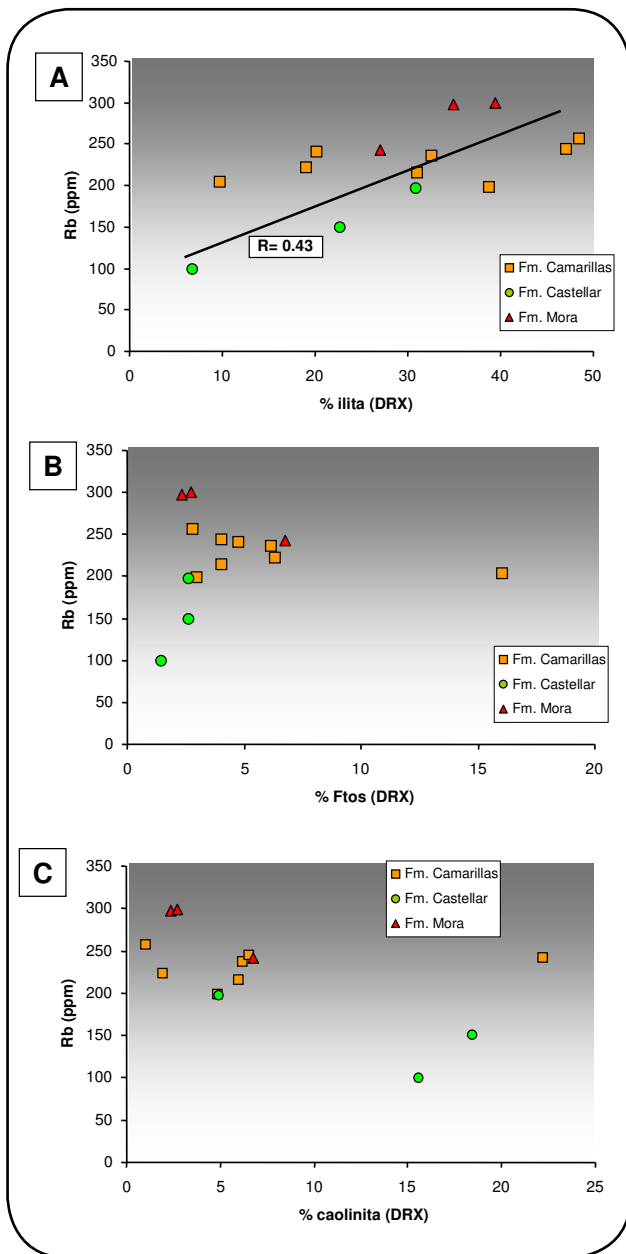 A
350
300
250
200
150
100
50
0
Rb (ppm)
R= 0.43
Fm. Camarillas
Fm. Castellar
Fm. Mora
0 10 20 30 40 50
% ilita (DRX)
B
350
300
250
200
150
100
50
0
Rb (ppm)
Fm. Camarillas
Fm. Castellar
Fm. Mora
0 5 10 15 20
% Ftos (DRX)
C
350
300
250
200
150
100
50
0
Rb (ppm)
Fm. Camarillas
Fm. Castellar
Fm. Mora
0 5 10 15 20 25
% caolinita (DRX)